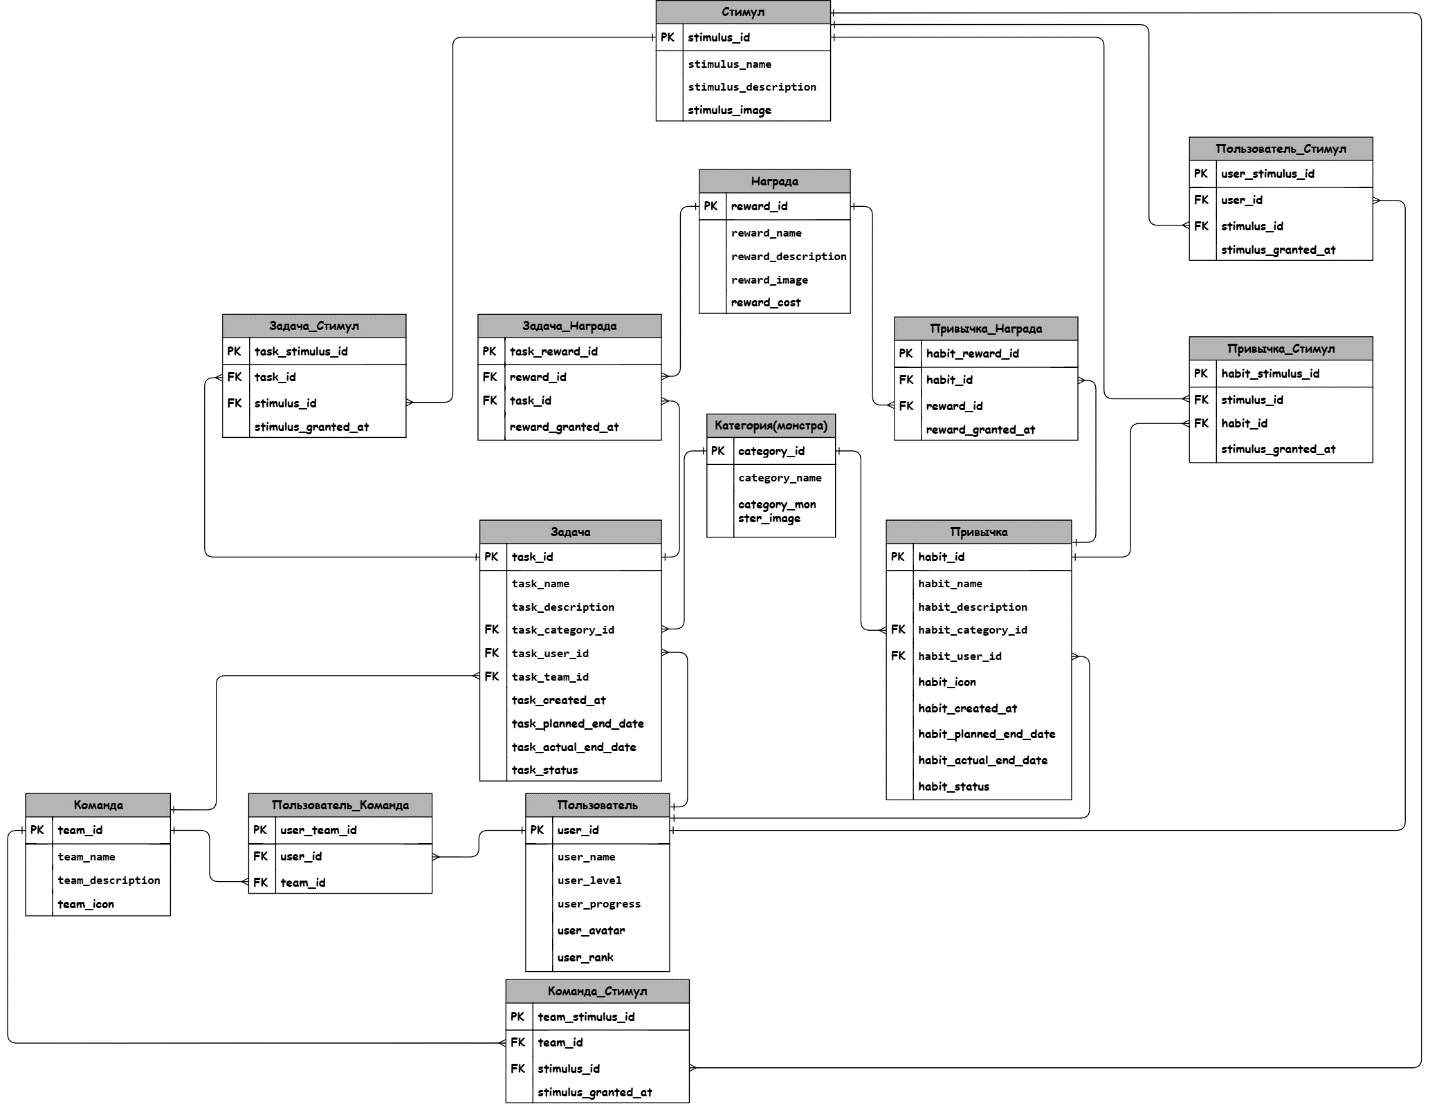 Стимул
PK stimulus_id
stimulus_name
stimulus_description
stimulus_image
Пользователь_Стимул
PK user_stimulus_id
FK user_id
FK stimulus_id
stimulus_granted_at
Награда
PK reward_id
reward_name
reward_description
reward_image
reward_cost
Задача_Стимул
PK task_stimulus_id
FK task_id
FK stimulus_id
stimulus_granted_at
Задача_Награда
PK task_reward_id
FK reward_id
FK task_id
reward_granted_at
Привычка_Награда
PK habit_reward_id
FK habit_id
FK reward_id
reward_granted_at
Привычка_Стимул
PK habit_stimulus_id
FK stimulus_id
FK habit_id
stimulus_granted_at
Категория(монстра)
PK category_id
category_name
category_mon
ster_image
Задача
PK task_id
task_name
task_description
FK task_category_id
FK task_user_id
FK task_team_id
task_created_at
task_planned_end_date
task_actual_end_date
task_status
Привычка
PK habit_id
habit_name
habit_description
FK habit_category_id
FK habit_user_id
habit_icon
habit_created_at
habit_planned_end_date
habit_actual_end_date
habit_status
Команда
PK team_id
team_name
team_description
team_icon
Пользователь_Команда
PK user_team_id
FK user_id
FK team_id
Пользователь
PK user_id
user_name
user_level
user_progress
user_avatar
user_rank
Команда_Стимул
PK team_stimulus_id
FK team_id
FK stimulus_id
stimulus_granted_at